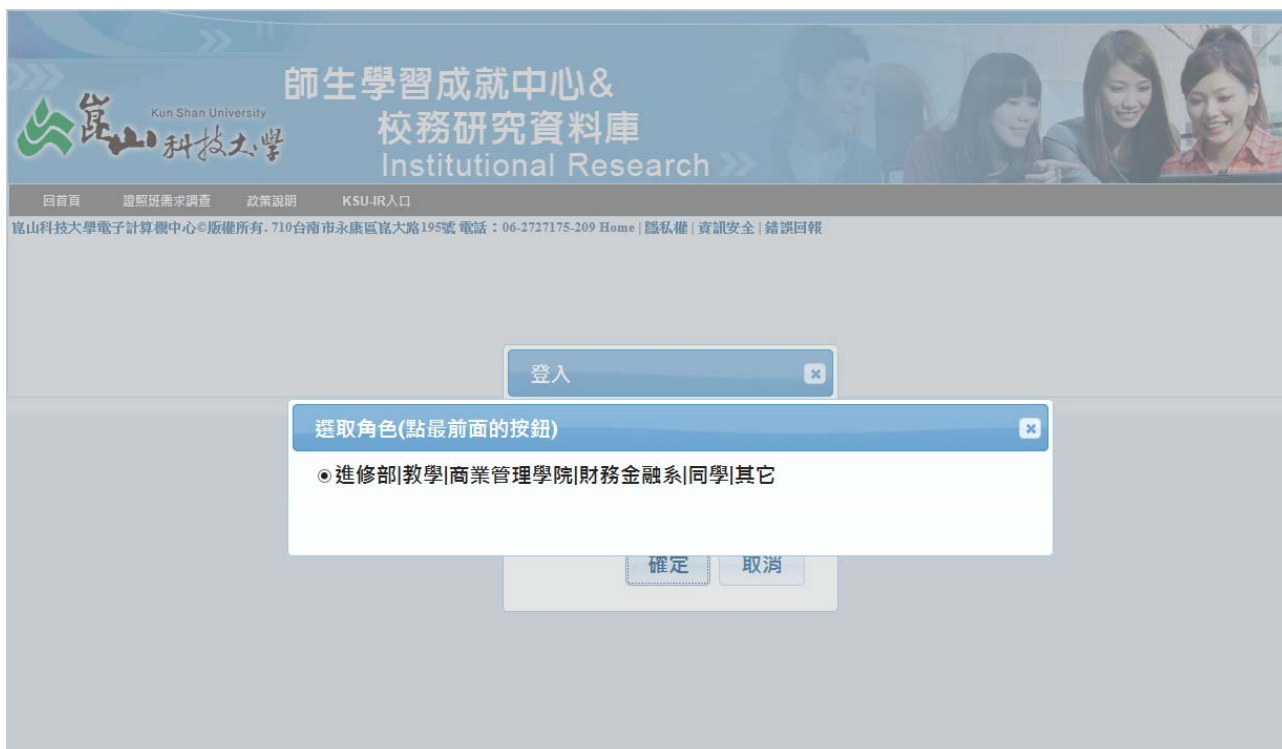 師生學習成就中心&
校務研究資料庫
Institutional Research
Kun Shan University
崑山科技大學
回首頁 證照班需求調查 政策說明 KSU-IR入口
崑山科技大學電子計算機中心©版權所有. 710台南市永康區崑大路195號 電話：06-2727175-209 Home | 隱私權 | 資訊安全 | 錯誤回報
登入
選取角色(點最前面的按鈕)
進修部|教學|商業管理學院|財務金融系|同學|其它
確定 取消